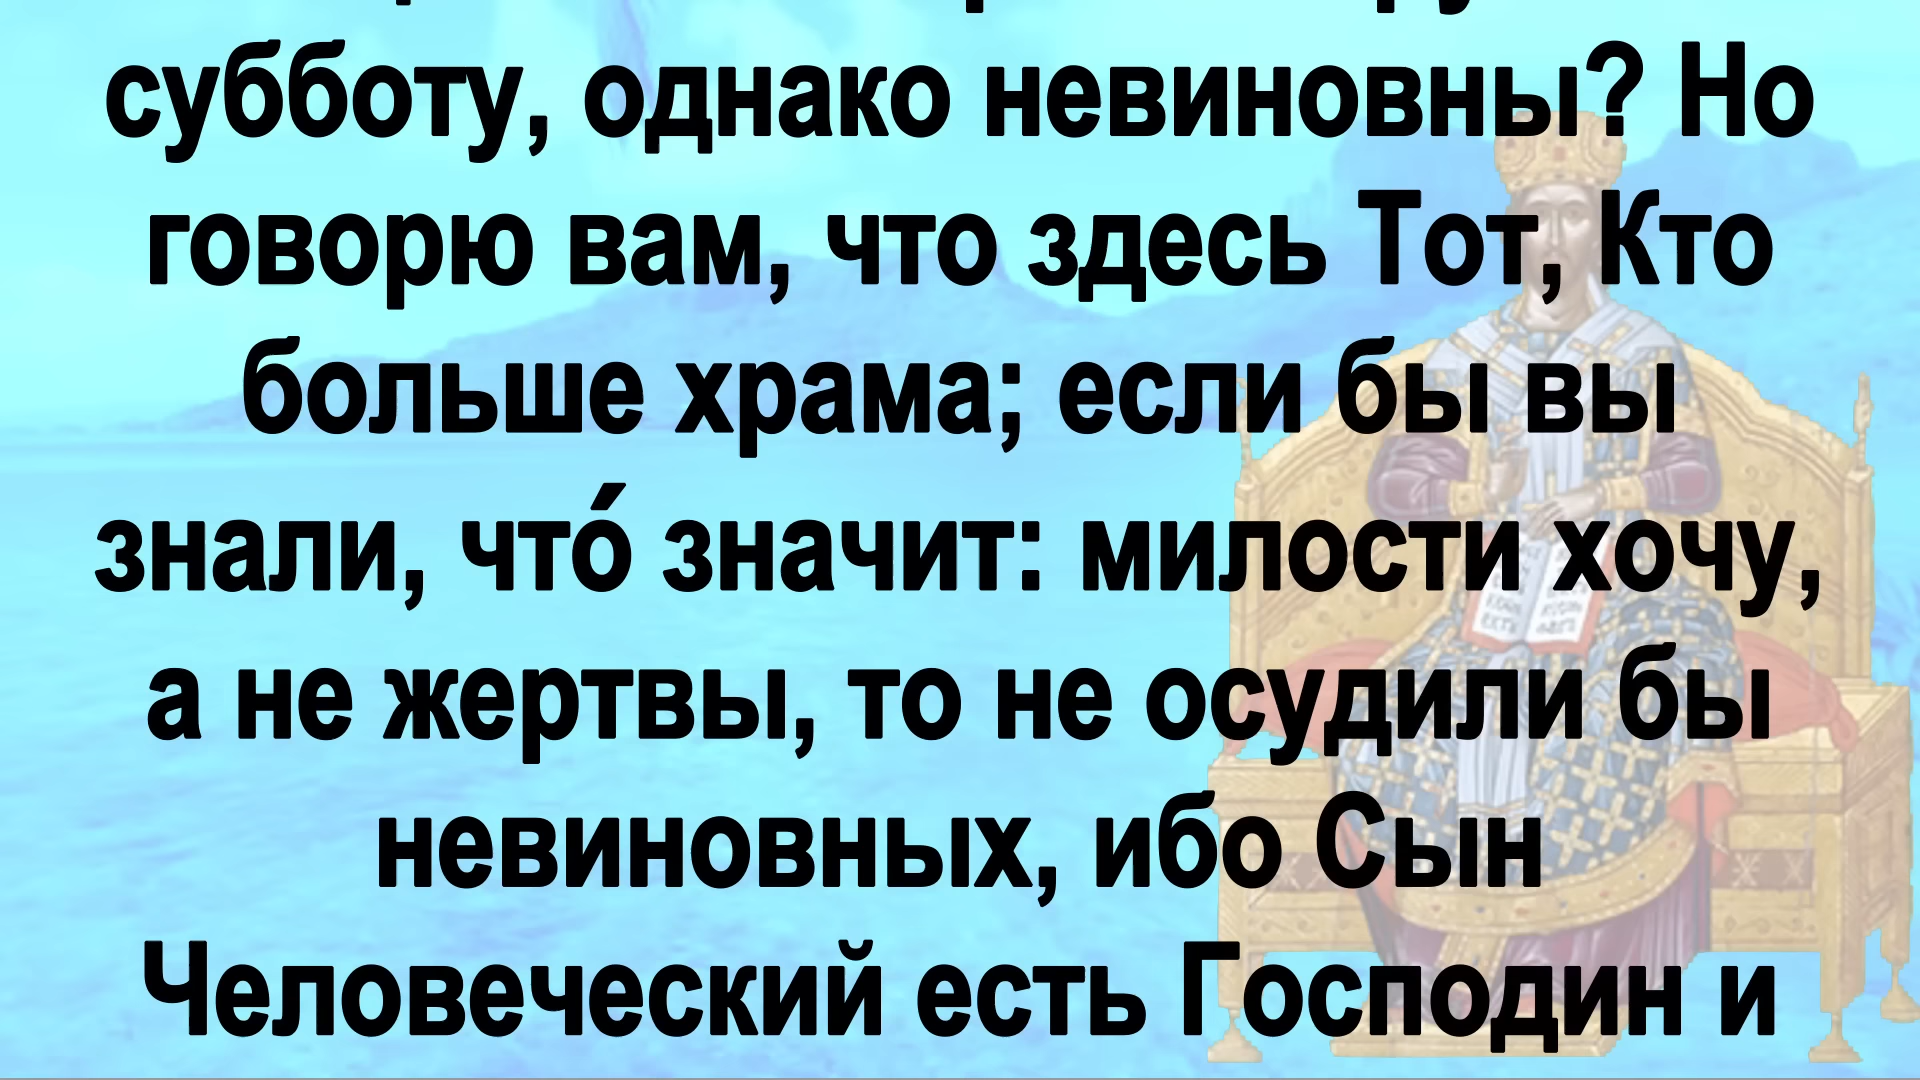 субботу, однако невиновны? Но
говорю вам, что здесь Тот, Кто
больше храма; если бы вы
знали, что́ значит: милости хочу,
а не жертвы, то не осудили бы
невиновных, ибо Сын
Человеческий есть Господин и